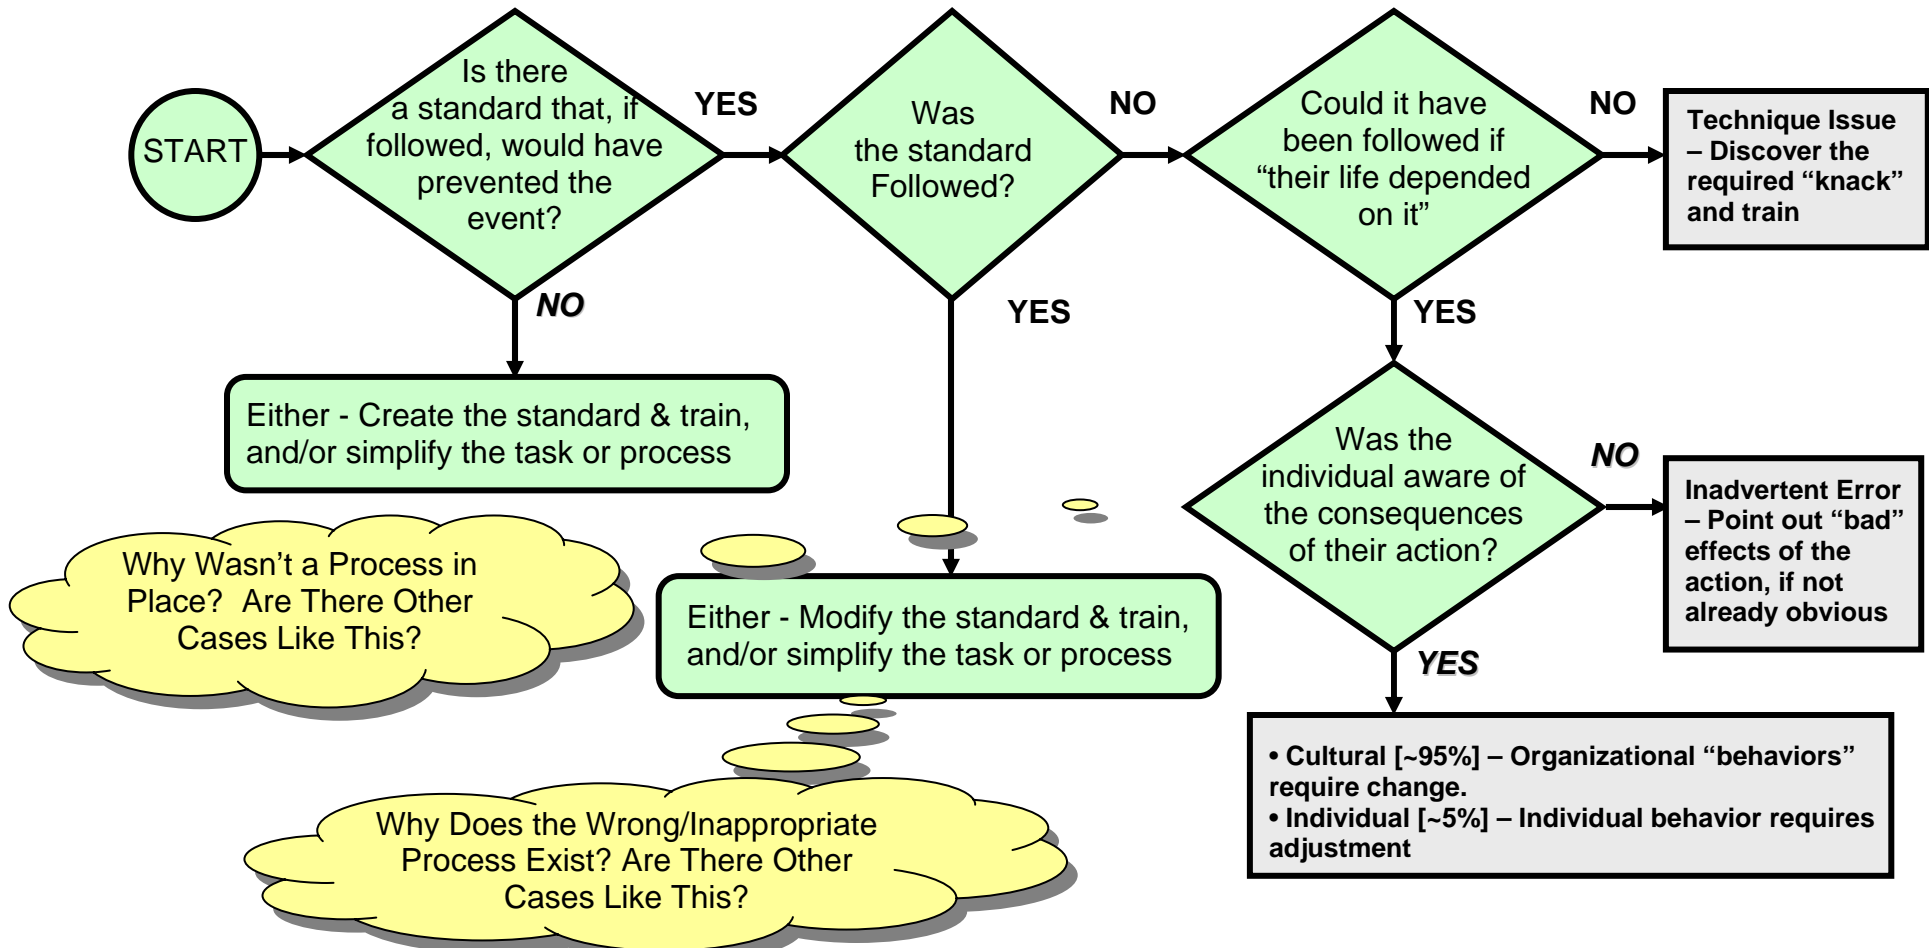 START
Is there
a standard that, if
followed, would have
prevented the
event?
YES
Was
the standard
Followed?
NO
Could it have
been followed if
“their life depended
on it”
NO
Technique Issue
– Discover the
required “knack”
and train
NO
YES
YES
Either - Create the standard & train,
and/or simplify the task or process
Was the
individual aware of
the consequences
of their action?
NO
Inadvertent Error
– Point out “bad”
effects of the
action, if not
already obvious
Why Wasn’t a Process in
Place?  Are There Other
Cases Like This?
Either - Modify the standard & train,
and/or simplify the task or process
YES
• Cultural [~95%] – Organizational “behaviors”
require change.
• Individual [~5%] – Individual behavior requires
adjustment
Why Does the Wrong/Inappropriate
Process Exist? Are There Other
Cases Like This?